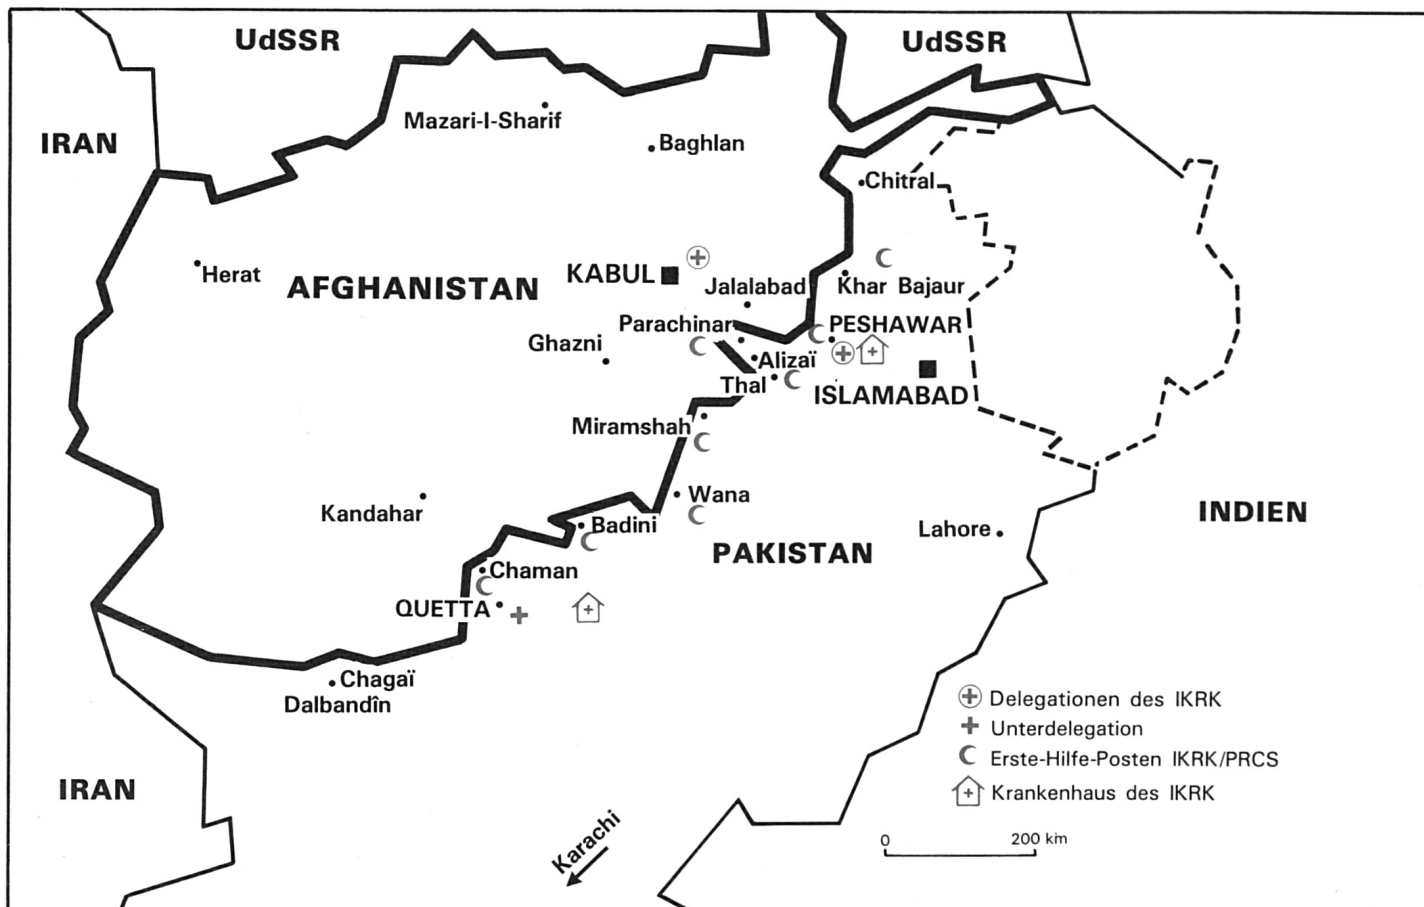 UdSSR
UdSSR
IRAN
Mazari-I-Sharif
Baghlan
Chitral
Herat
AFGHANISTAN
KABUL
Jalalabad
Khar Bajaur
Parachinar
PESHAWAR
Ghazni
Alizaï
Thal
ISLAMABAD
Miramshah
Wana
Kandahar
Badini
INDIEN
Lahore
PAKISTAN
Chaman
QUETTA
Chagaï
Dalbandîn
IRAN
Karachi
Delegationen des IKRK
Unterdelegation
Erste-Hilfe-Posten IKRK/PRCS
Krankenhaus des IKRK
0 200 km